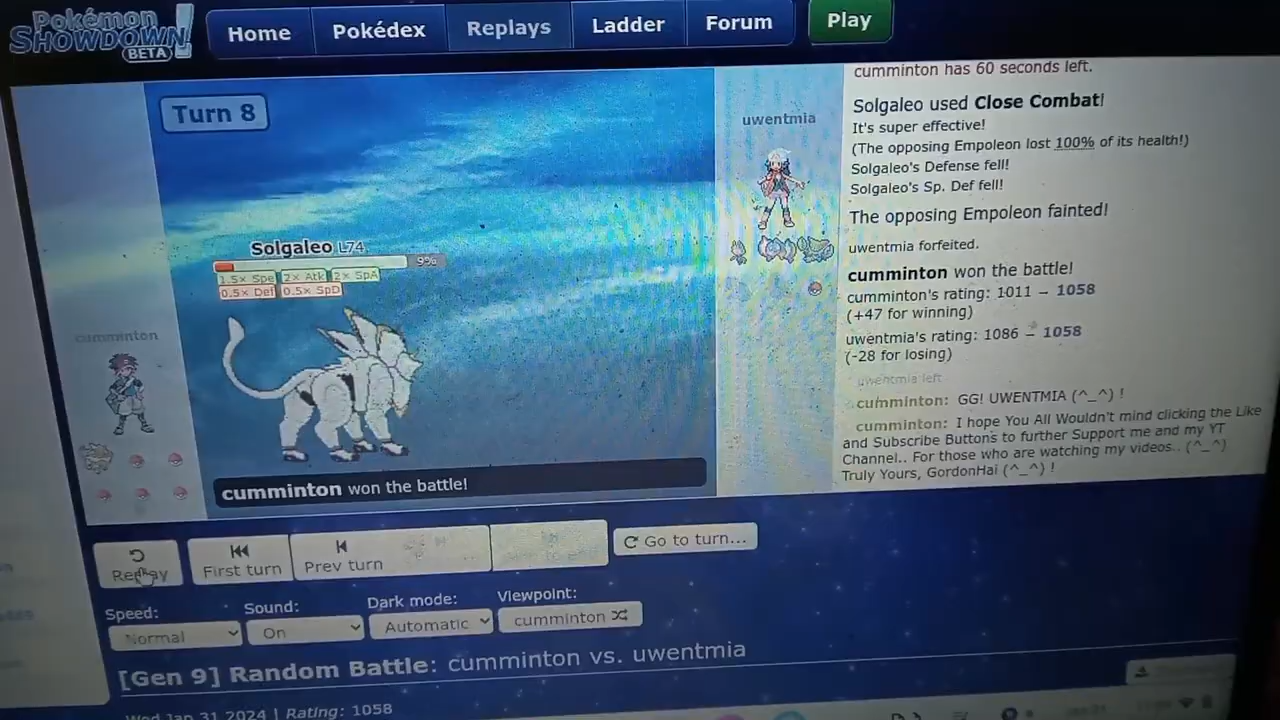 Pokémon
SHOWDOWN!
BETA
Home
Pokédex
Replays
Ladder
Forum
Play
Turn 8
uwentmia
Solgaleo L74
9%
1.5× Spe 2× Atk 2× SpA
0.5× Def 0.5× SpD
cumminton
cumminton won the battle!
cumminton has 60 seconds left.
Solgaleo used Close Combat!
It's super effective!
(The opposing Empoleon lost 100% of its health!)
Solgaleo's Defense fell!
Solgaleo's Sp. Def fell!
The opposing Empoleon fainted!
uwentmia forfeited.
cumminton won the battle!
cumminton's rating: 1011 → 1058
(+47 for winning)
uwentmia's rating: 1086 → 1058
(-28 for losing)
uwentmia left
cumminton: GG! UWENTMIA (^_^) !
cumminton: I hope You All Wouldn't mind clicking the Like
and Subscribe Buttons to further Support me and my YT
Channel.. For those who are watching my videos.. (^_^)
Truly Yours, GordonHai (^_^) !
Replay
First turn
Prev turn
Go to turn...
Speed:
Normal
Sound:
On
Dark mode:
Automatic
Viewpoint:
cumminton
[Gen 9] Random Battle: cumminton vs. uwentmia
Wed Jan 31 2024 | Rating: 1058